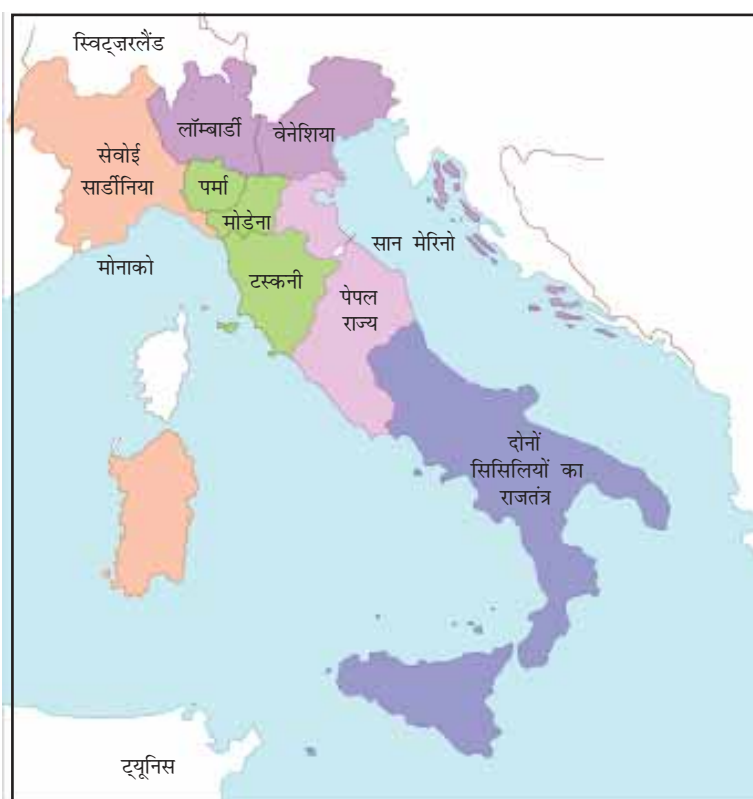 स्विट्ज़रलैंड
लॉम्बार्डी
वेनेशिया
सेवोई
सार्डीनिया
पर्मा
मोडेना
सान मेरिनो
मोनाको
टस्कनी
पेपल
राज्य
दोनों
सिसिलियों का
राजतंत्र
ट्यूनिस